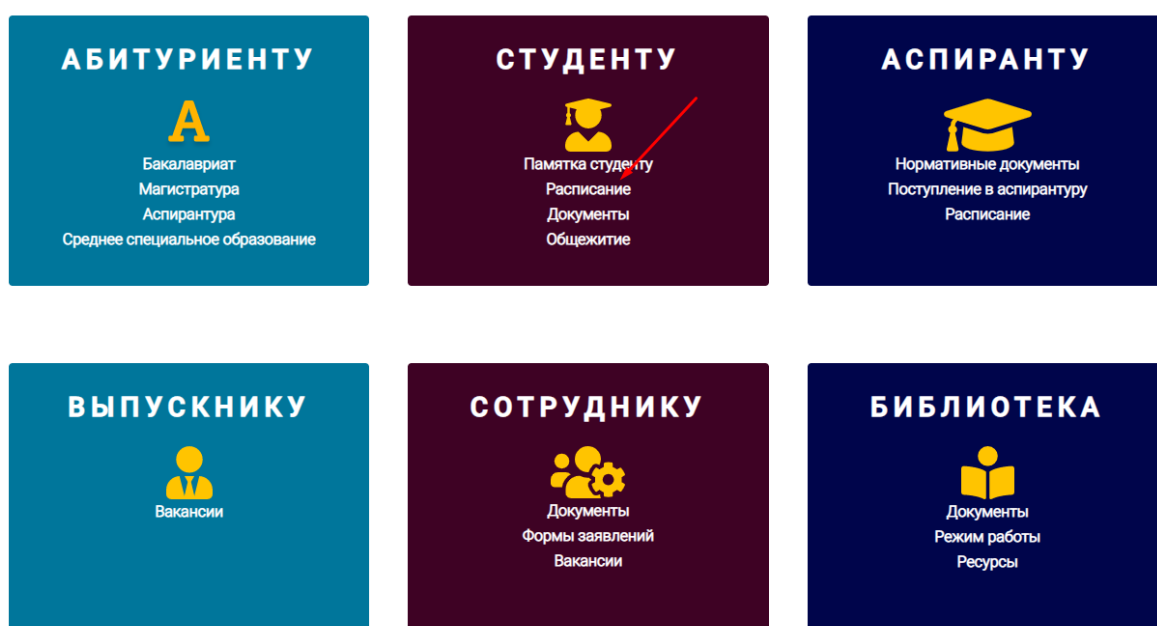 АБИТУРИЕНТУ
Бакалавриат
Магистратура
Аспирантура
Среднее специальное образование
СТУДЕНТУ
Памятка студенту
Расписание
Документы
Общежитие
АСПИРАНТУ
Нормативные документы
Поступление в аспирантуру
Расписание
ВЫПУСКНИКУ
Вакансии
СОТРУДНИКУ
Документы
Формы заявлений
Вакансии
БИБЛИОТЕКА
Документы
Режим работы
Ресурсы